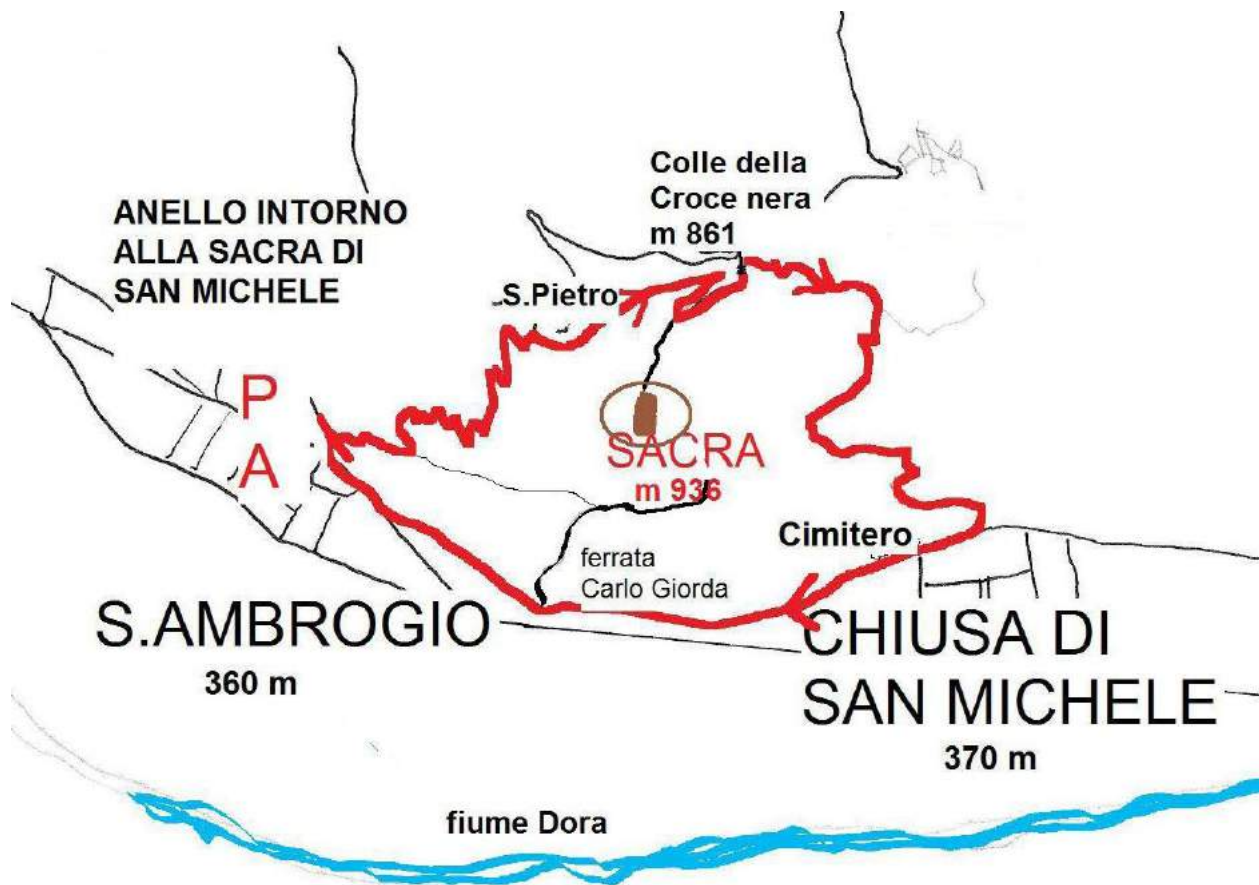 Colle della
Croce nera
m 861
ANELLO INTORNO
ALLA SACRA DI
SAN MICHELE
S.Pietro
P
A
SACRA
m 936
Cimitero
ferrata
Carlo Giorda
S.AMBROGIO
360 m
CHIUSA DI
SAN MICHELE
370 m
fiume Dora